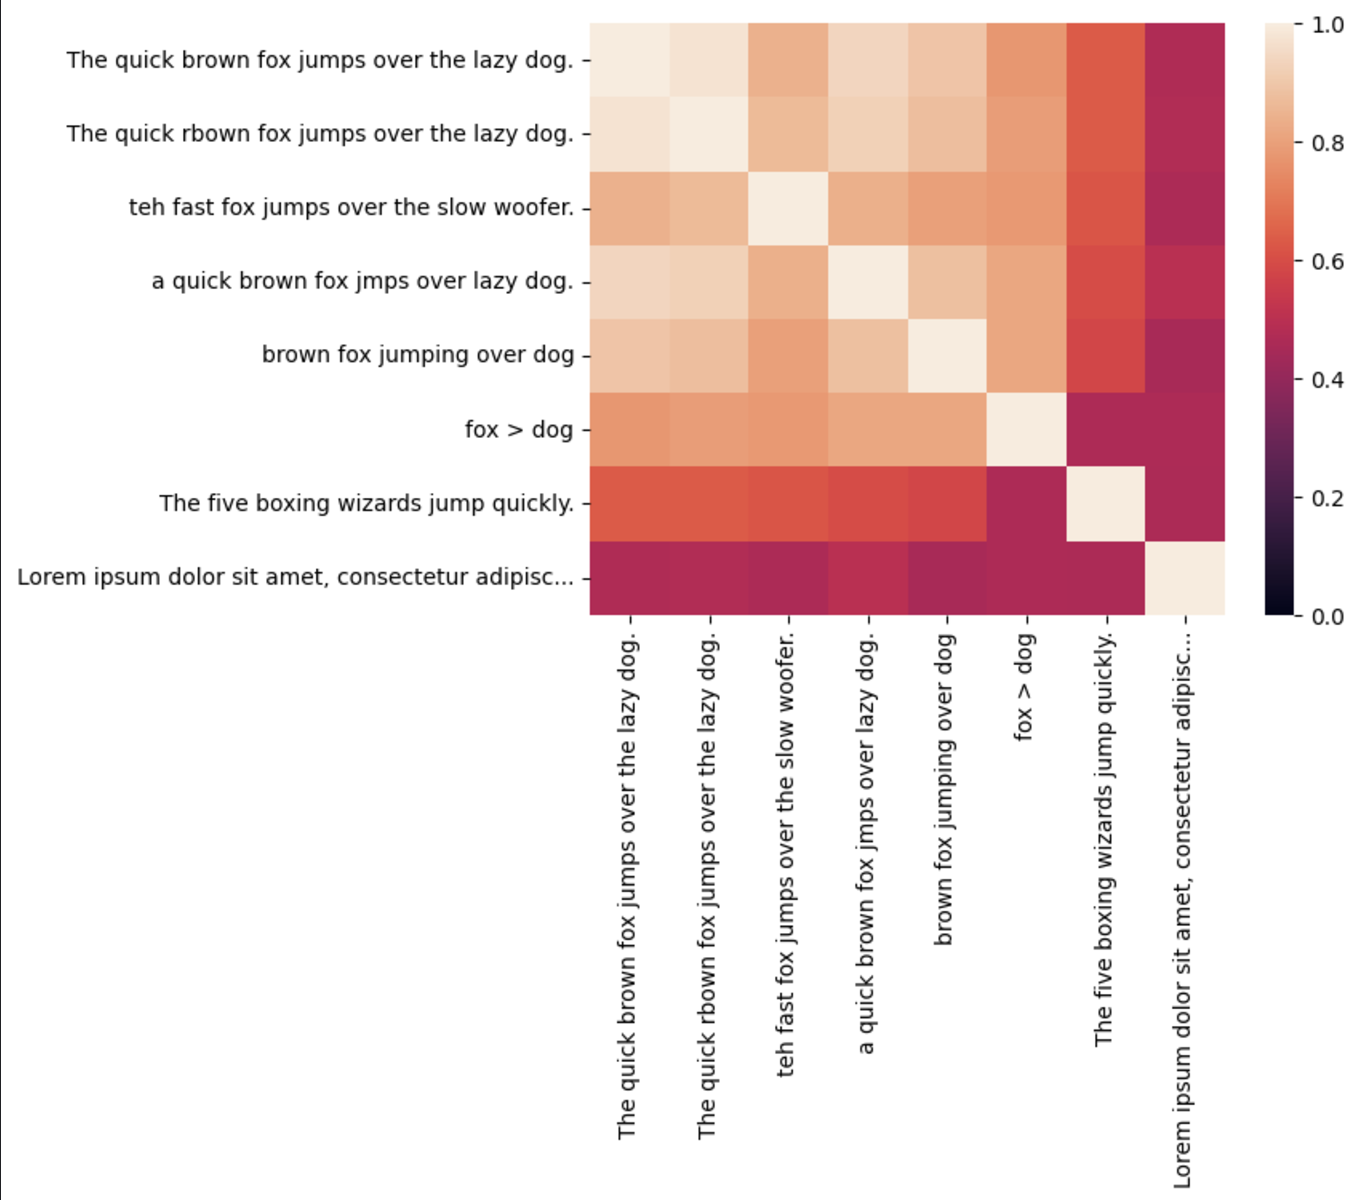 The quick brown fox jumps over the lazy dog.
The quick rbown fox jumps over the lazy dog.
teh fast fox jumps over the slow woofer.
a quick brown fox jmps over lazy dog.
brown fox jumping over dog
fox > dog
The five boxing wizards jump quickly.
Lorem ipsum dolor sit amet, consectetur adipisc...
The quick brown fox jumps over the lazy dog.
The quick rbown fox jumps over the lazy dog.
teh fast fox jumps over the slow woofer.
a quick brown fox jmps over lazy dog.
brown fox jumping over dog
fox > dog
The five boxing wizards jump quickly.
Lorem ipsum dolor sit amet, consectetur adipisc...
1.0
0.8
0.6
0.4
0.2
0.0